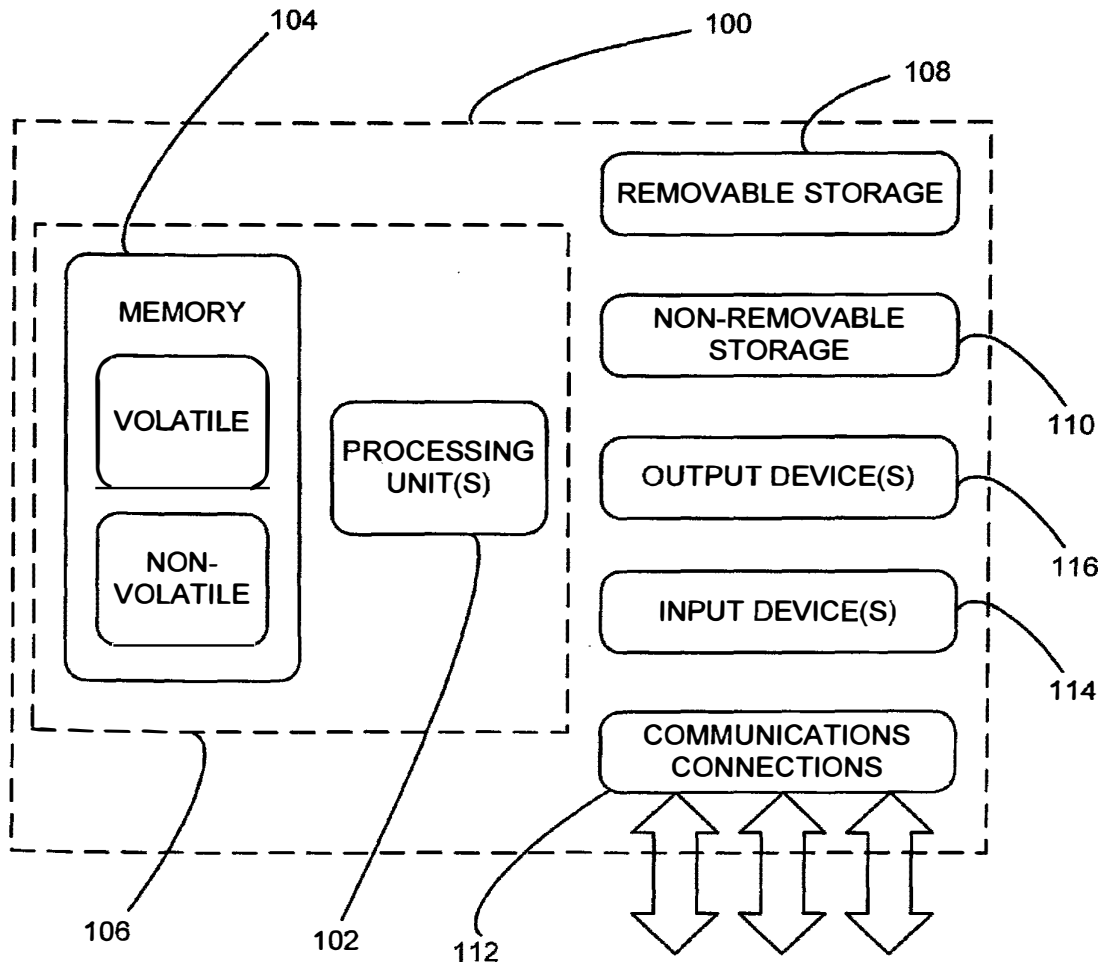 104
100
108
REMOVABLE STORAGE
MEMORY
NON-REMOVABLE
STORAGE
110
VOLATILE
PROCESSING
UNIT(S)
OUTPUT DEVICE(S)
116
NON-
VOLATILE
INPUT DEVICE(S)
114
COMMUNICATIONS
CONNECTIONS
106
102
112